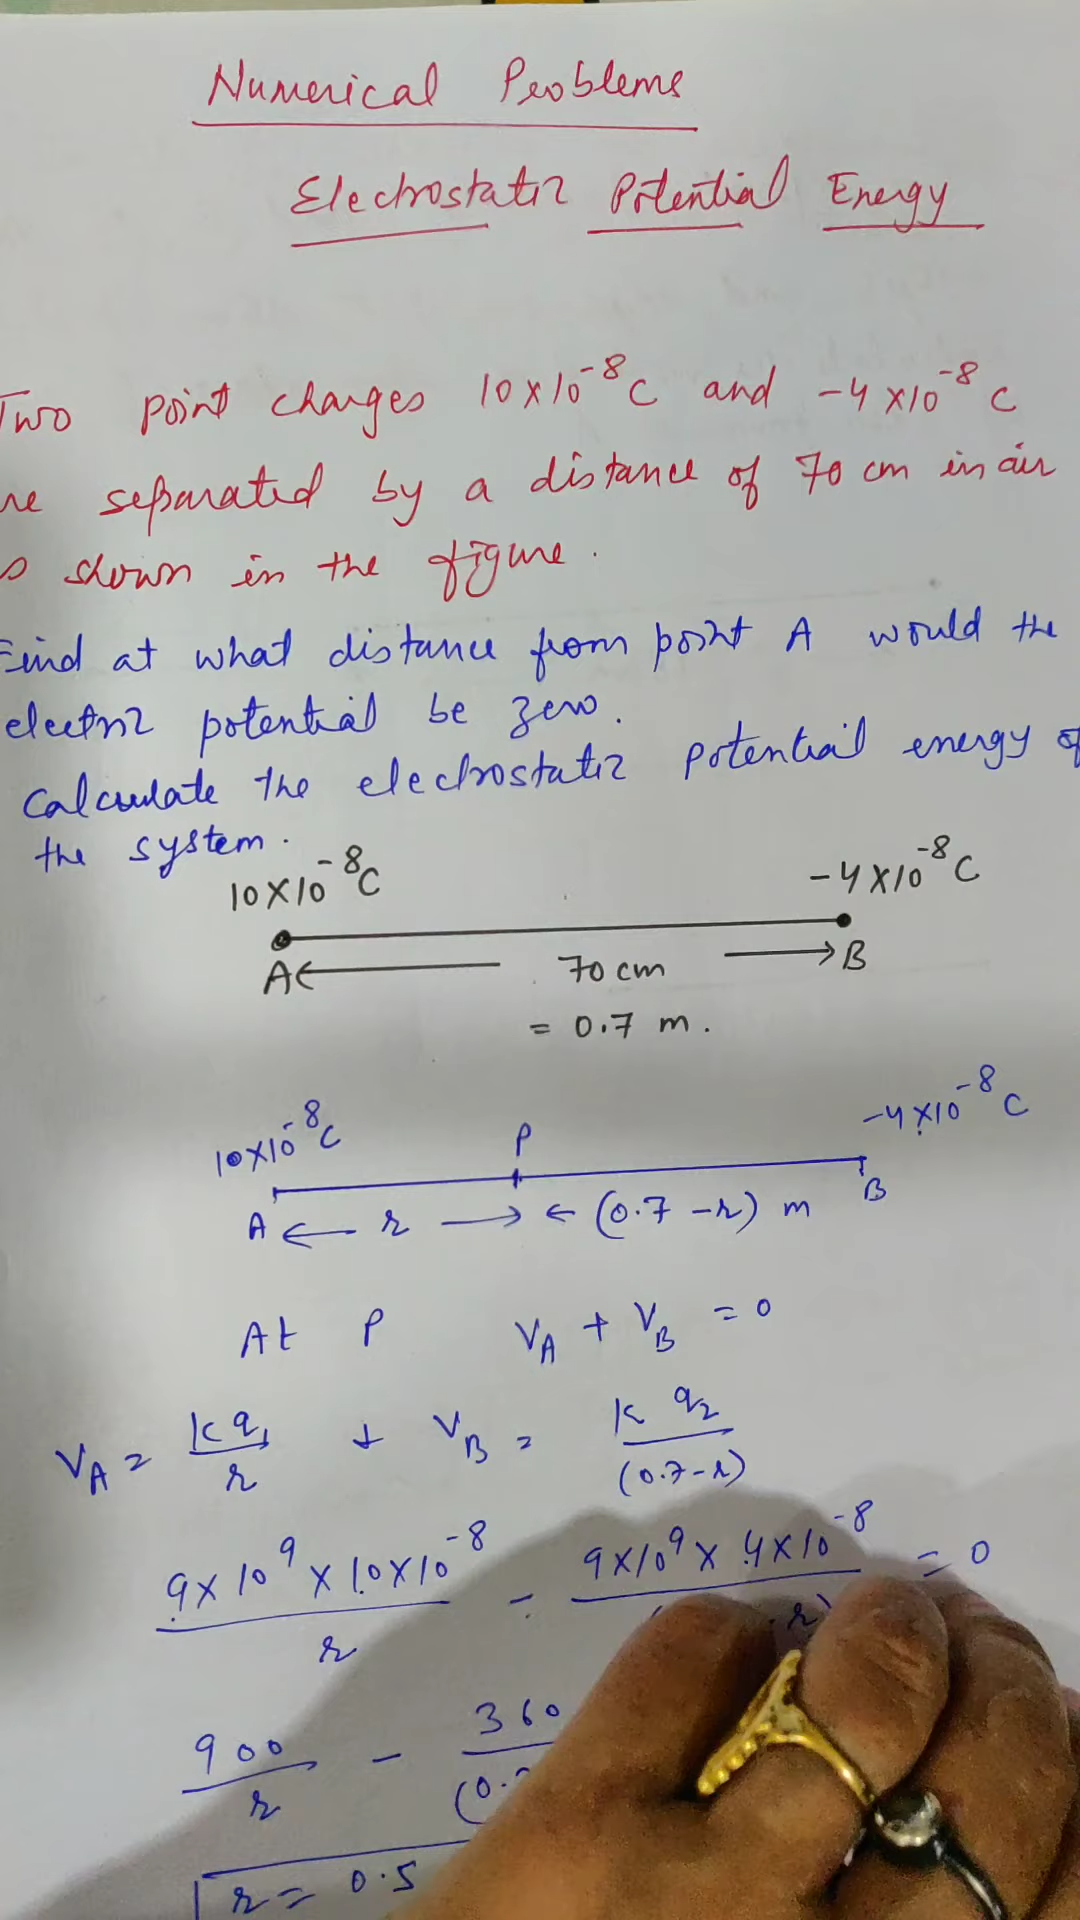 Numerical Problems
Electrostatic Potential Energy
Two point charges 10×10⁻⁸ C and -4×10⁻⁸ C
separated by a distance of 70 cm in air
shown in the figure.
Find at what distance from point A would the
electric potential be zero.
Calculate the electrostatic potential energy of
the system.
10×10⁻⁸C -4×10⁻⁸ C
A ← 70 cm → B
= 0.7 m.
10×10⁻⁸C P -4×10⁻⁸ C
A ← r → ← (0.7-r) m B
At P V_A + V_B = 0
V_A = kq₁/r + V_B = k q₂/(0.7-r)
9×10⁹×10×10⁻⁸/r - 9×10⁹×4×10⁻⁸/ r) = 0
900/r - 360/(0.
r = 0.5